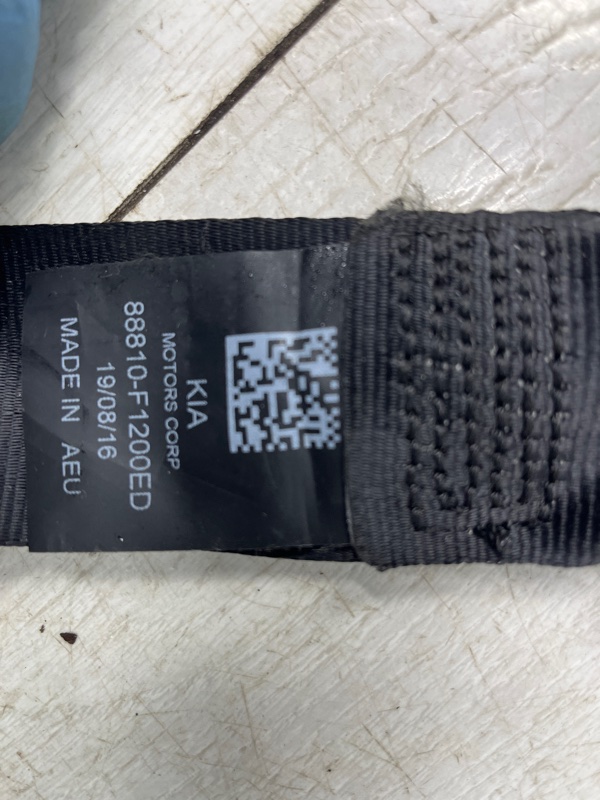 KIA
MOTORS CORP.
88810-F1200ED
19/08/16
MADE IN AEU